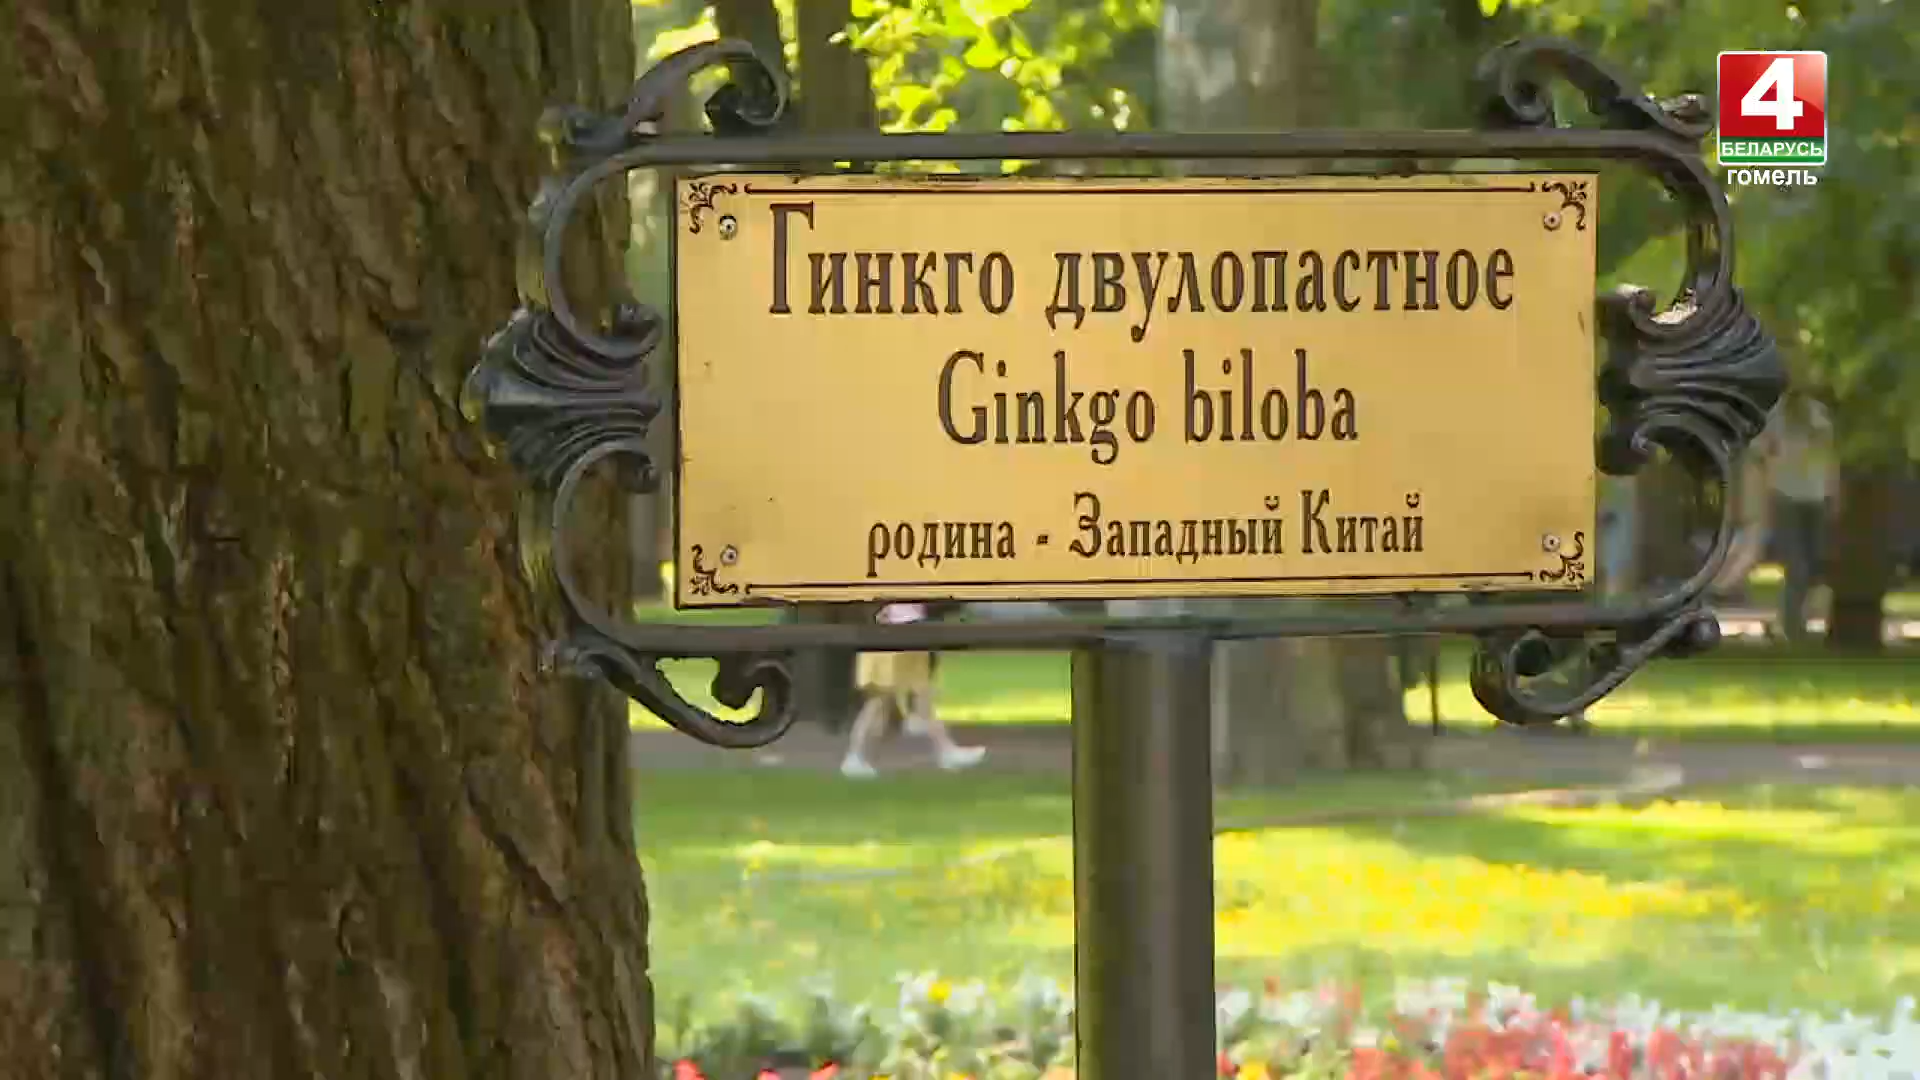 Гинкго двулопастное
Ginkgo biloba
родина - Западный Китай
4
БЕЛАРУСЬ
гомель